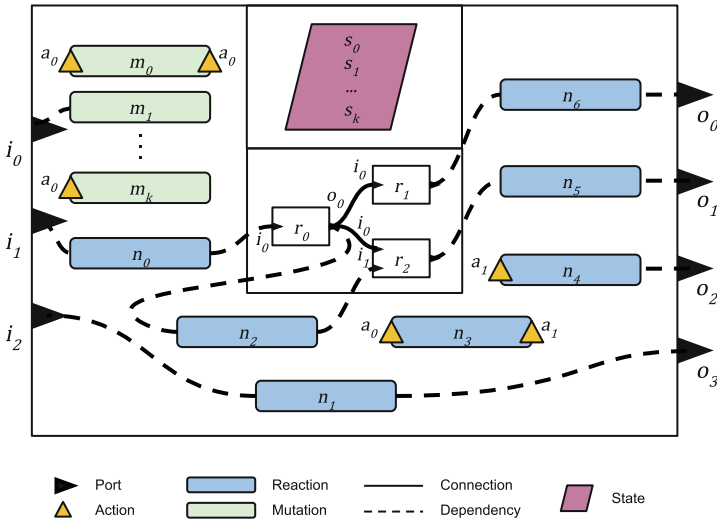 a₀ m₀ a₀
m₁
⋮
a₀ mₖ
n₀
i₀
i₁
i₂
s₀
s₁
...
sₖ
i₀ r₀ o₀
i₀ r₁
i₀
i₁ r₂
n₂
a₀ n₃ a₁
n₁
n₆
n₅
a₁ n₄
o₀
o₁
o₂
o₃
Port Reaction Connection State
Action Mutation Dependency